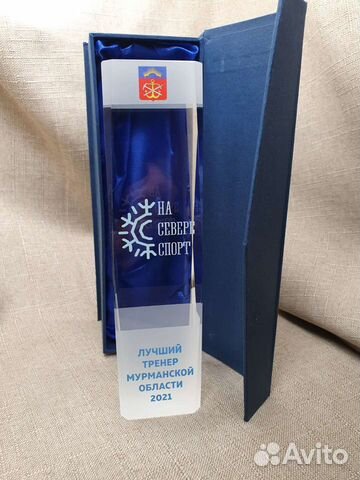 НА
СЕВЕРЕ
СПОРТ
ЛУЧШИЙ
ТРЕНЕР
МУРМАНСКОЙ
ОБЛАСТИ
2021
Avito